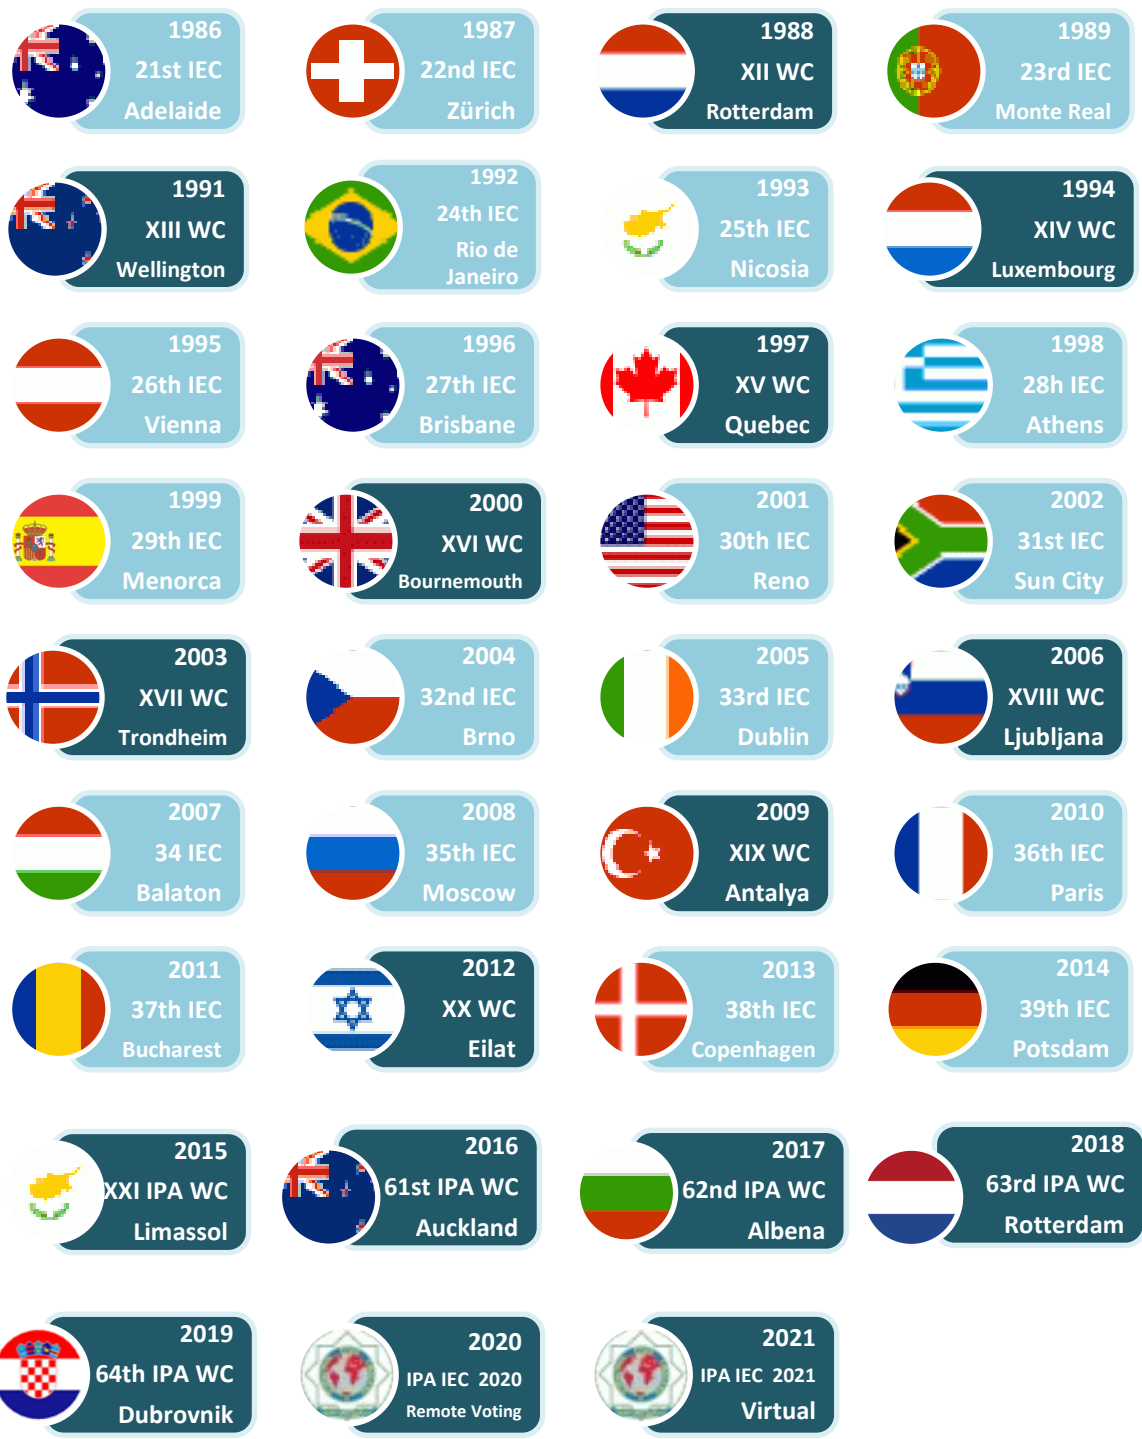 1986
21st IEC
Adelaide
1987
22nd IEC
Zürich
1988
XII WC
Rotterdam
1989
23rd IEC
Monte Real
1991
XIII WC
Wellington
1992
24th IEC
Rio de
Janeiro
1993
25th IEC
Nicosia
1994
XIV WC
Luxembourg
1995
26th IEC
Vienna
1996
27th IEC
Brisbane
1997
XV WC
Quebec
1998
28h IEC
Athens
1999
29th IEC
Menorca
2000
XVI WC
Bournemouth
2001
30th IEC
Reno
2002
31st IEC
Sun City
2003
XVII WC
Trondheim
2004
32nd IEC
Brno
2005
33rd IEC
Dublin
2006
XVIII WC
Ljubljana
2007
34 IEC
Balaton
2008
35th IEC
Moscow
2009
XIX WC
Antalya
2010
36th IEC
Paris
2011
37th IEC
Bucharest
2012
XX WC
Eilat
2013
38th IEC
Copenhagen
2014
39th IEC
Potsdam
2015
XXI IPA WC
Limassol
2016
61st IPA WC
Auckland
2017
62nd IPA WC
Albena
2018
63rd IPA WC
Rotterdam
2019
64th IPA WC
Dubrovnik
2020
IPA IEC 2020
Remote Voting
2021
IPA IEC 2021
Virtual